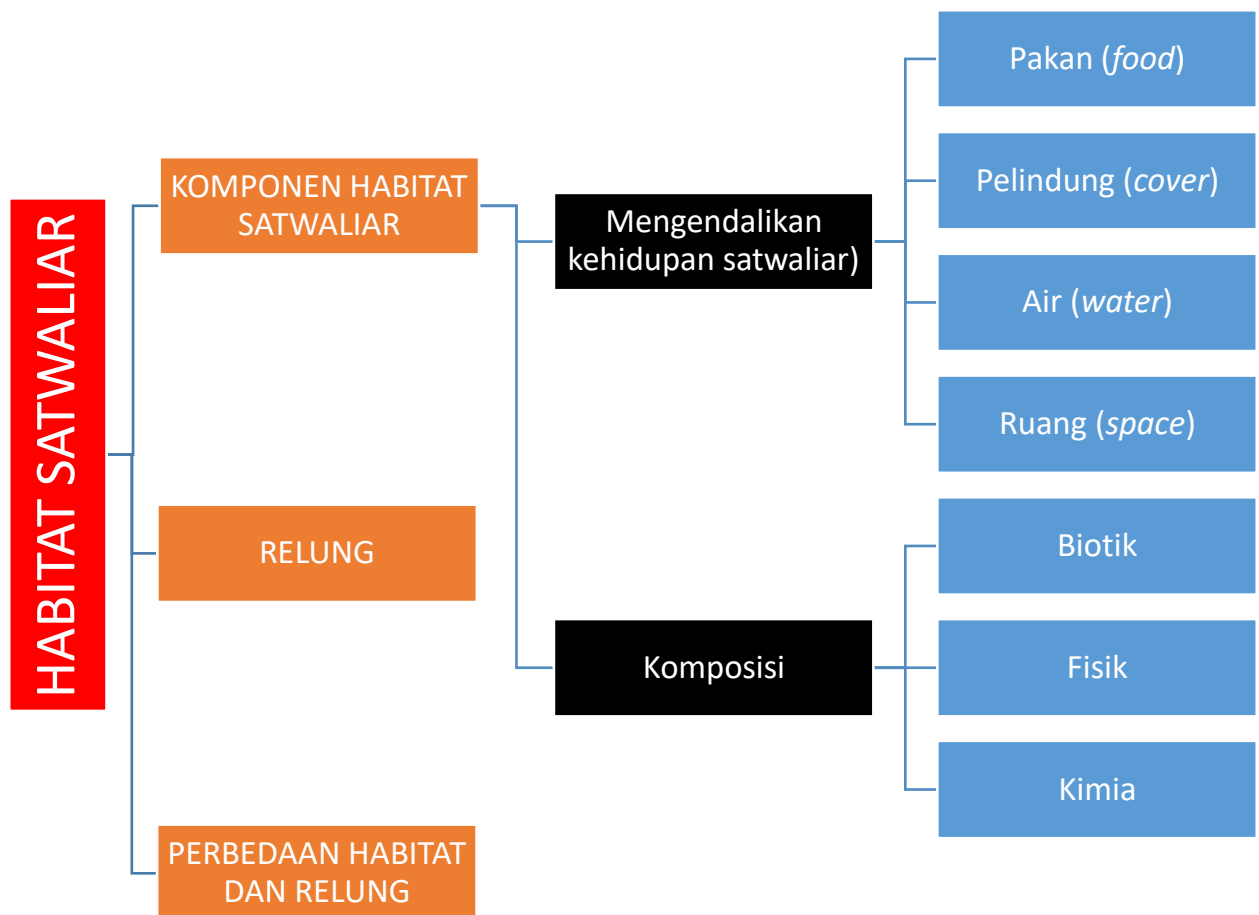 HABITAT SATWALIAR
KOMPONEN HABITAT
SATWALIAR
Mengendalikan
kehidupan satwaliar)
Pakan (food)
Pelindung (cover)
Air (water)
Ruang (space)
Komposisi
Biotik
Fisik
Kimia
RELUNG
PERBEDAAN HABITAT
DAN RELUNG